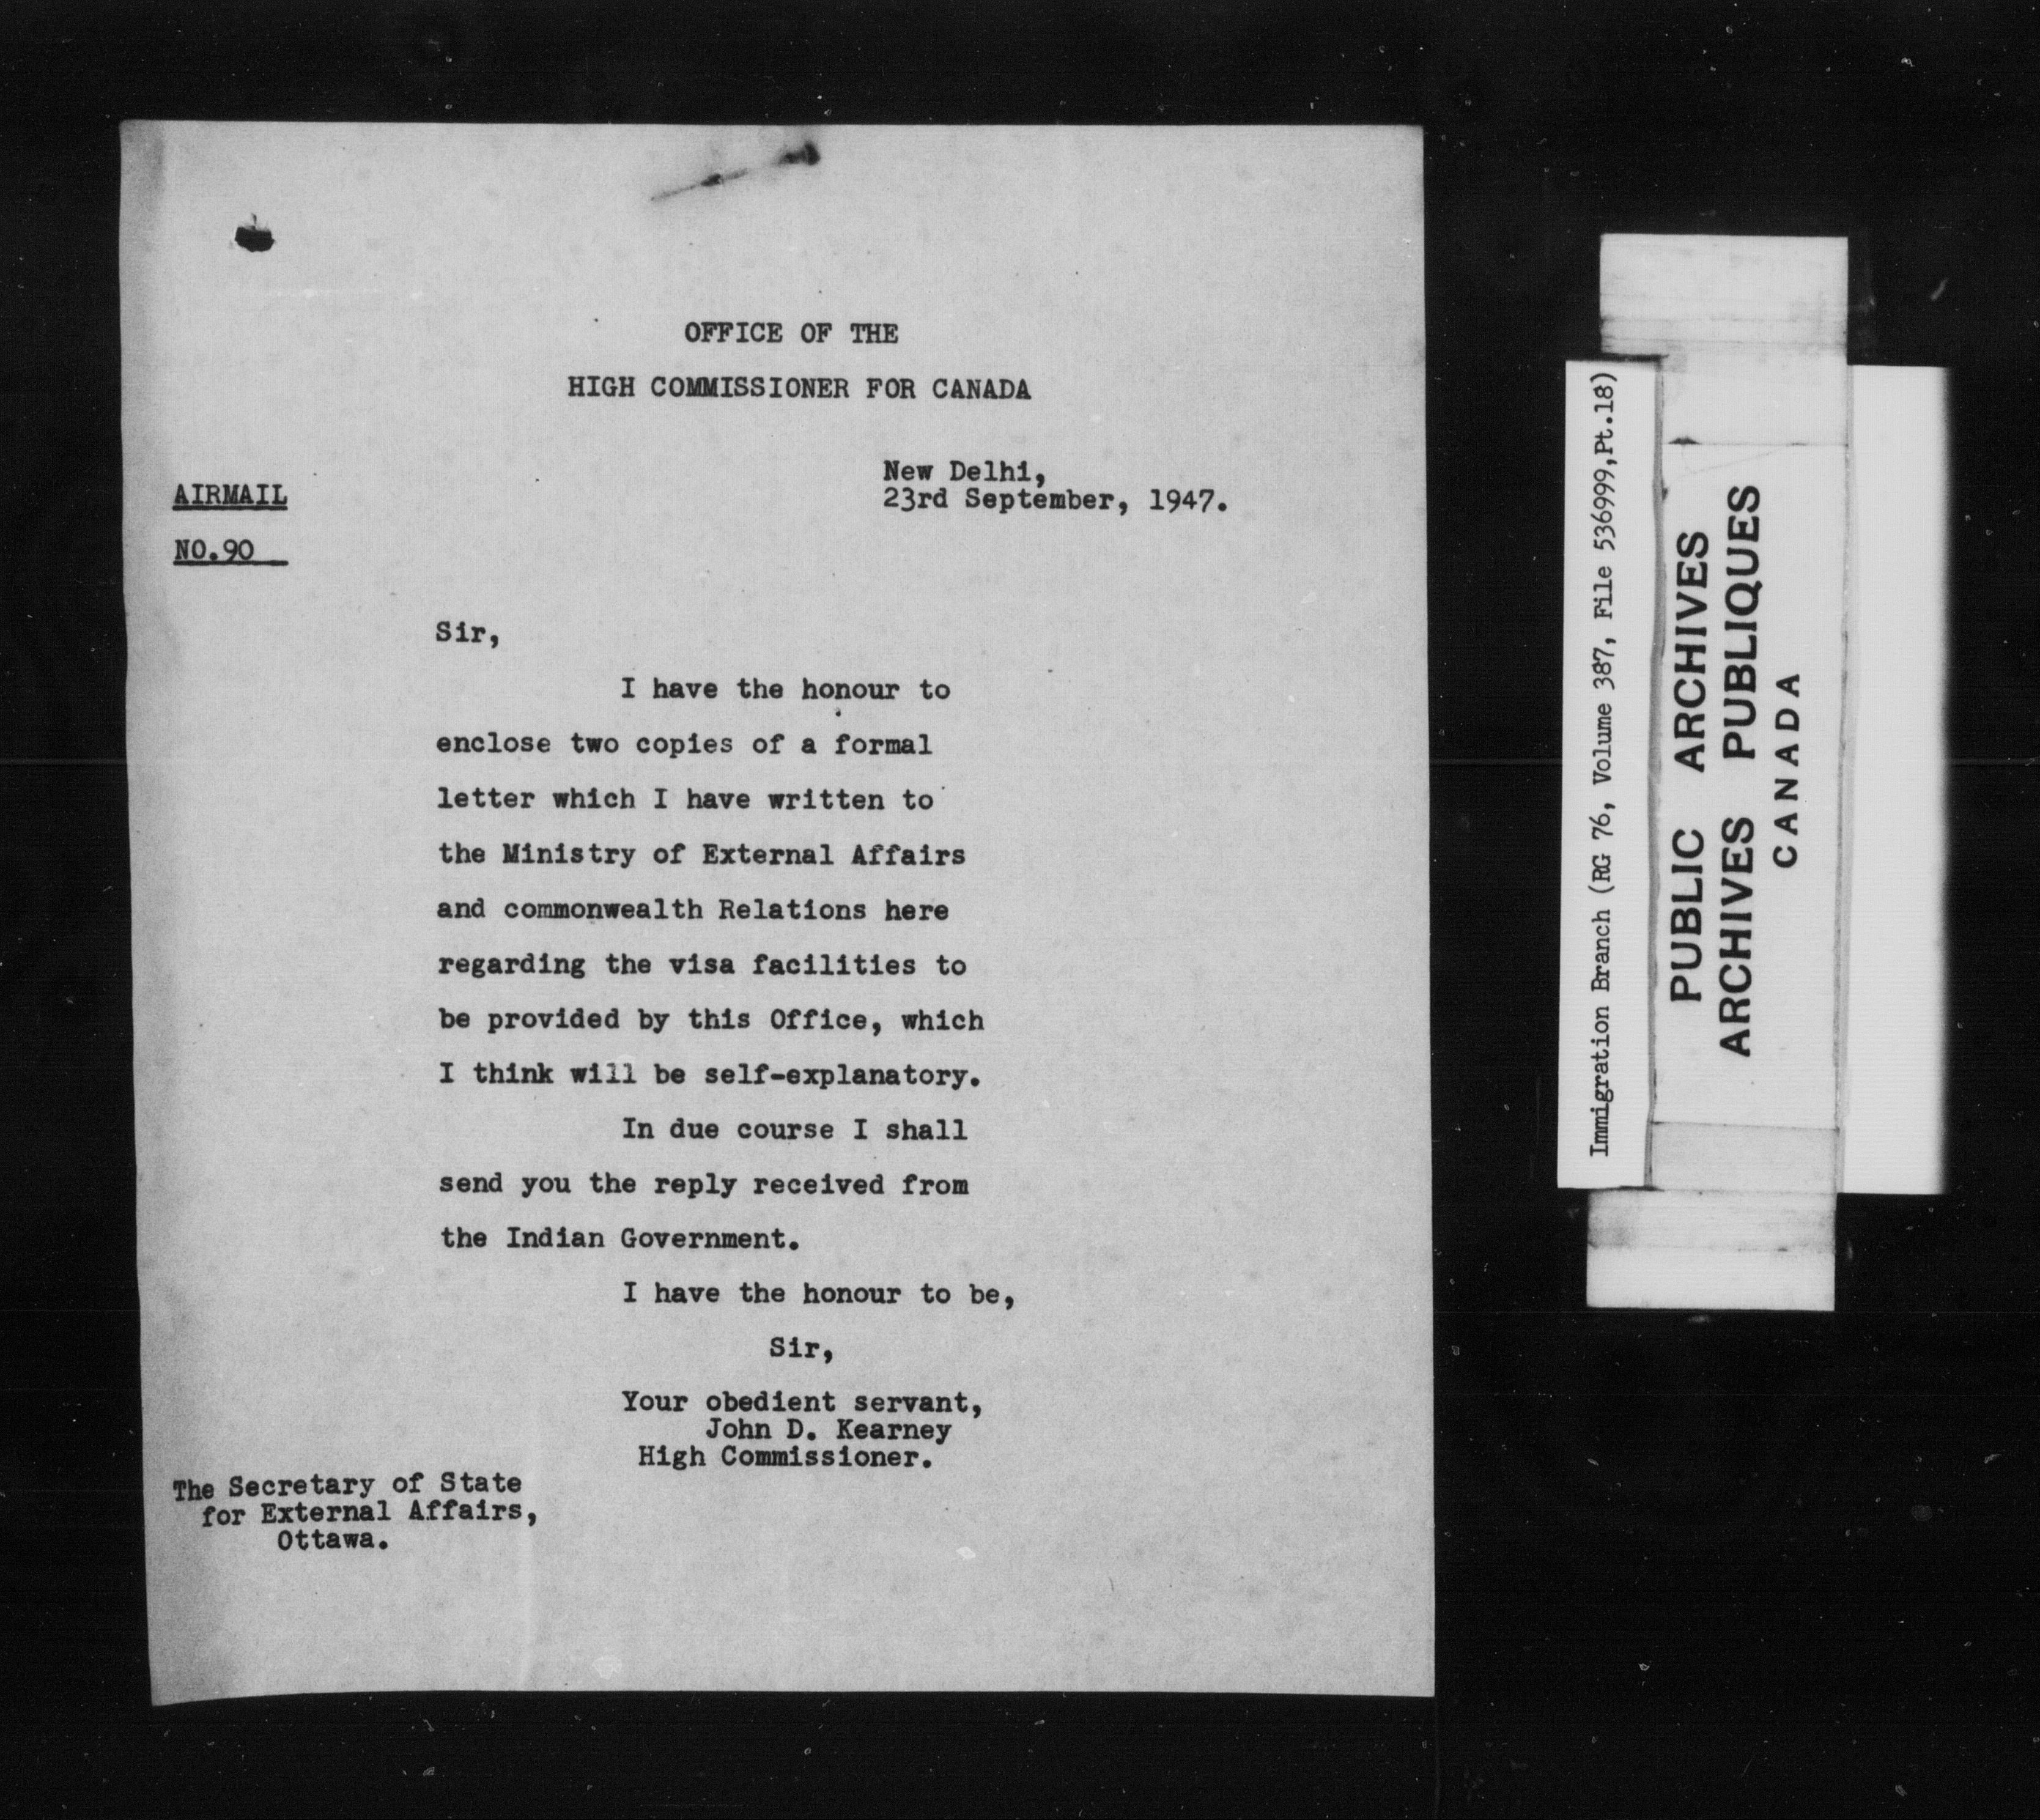 OFFICE OF THE
HIGH COMMISSIONER FOR CANADA
New Delhi,
23rd September, 1947.
AIRMAIL
NO.90
Sir,
I have the honour to
enclose two copies of a formal
letter which I have written to
the Ministry of External Affairs
and commonwealth Relations here
regarding the visa facilities to
be provided by this Office, which
I think will be self-explanatory.
In due course I shall
send you the reply received from
the Indian Government.
I have the honour to be,
Sir,
Your obedient servant,
John D. Kearney
High Commissioner.
The Secretary of State
for External Affairs,
Ottawa.
Immigration Branch (RG 76, Volume 387, File 536999,Pt.18)
PUBLIC ARCHIVES
ARCHIVES PUBLIQUES
CANADA